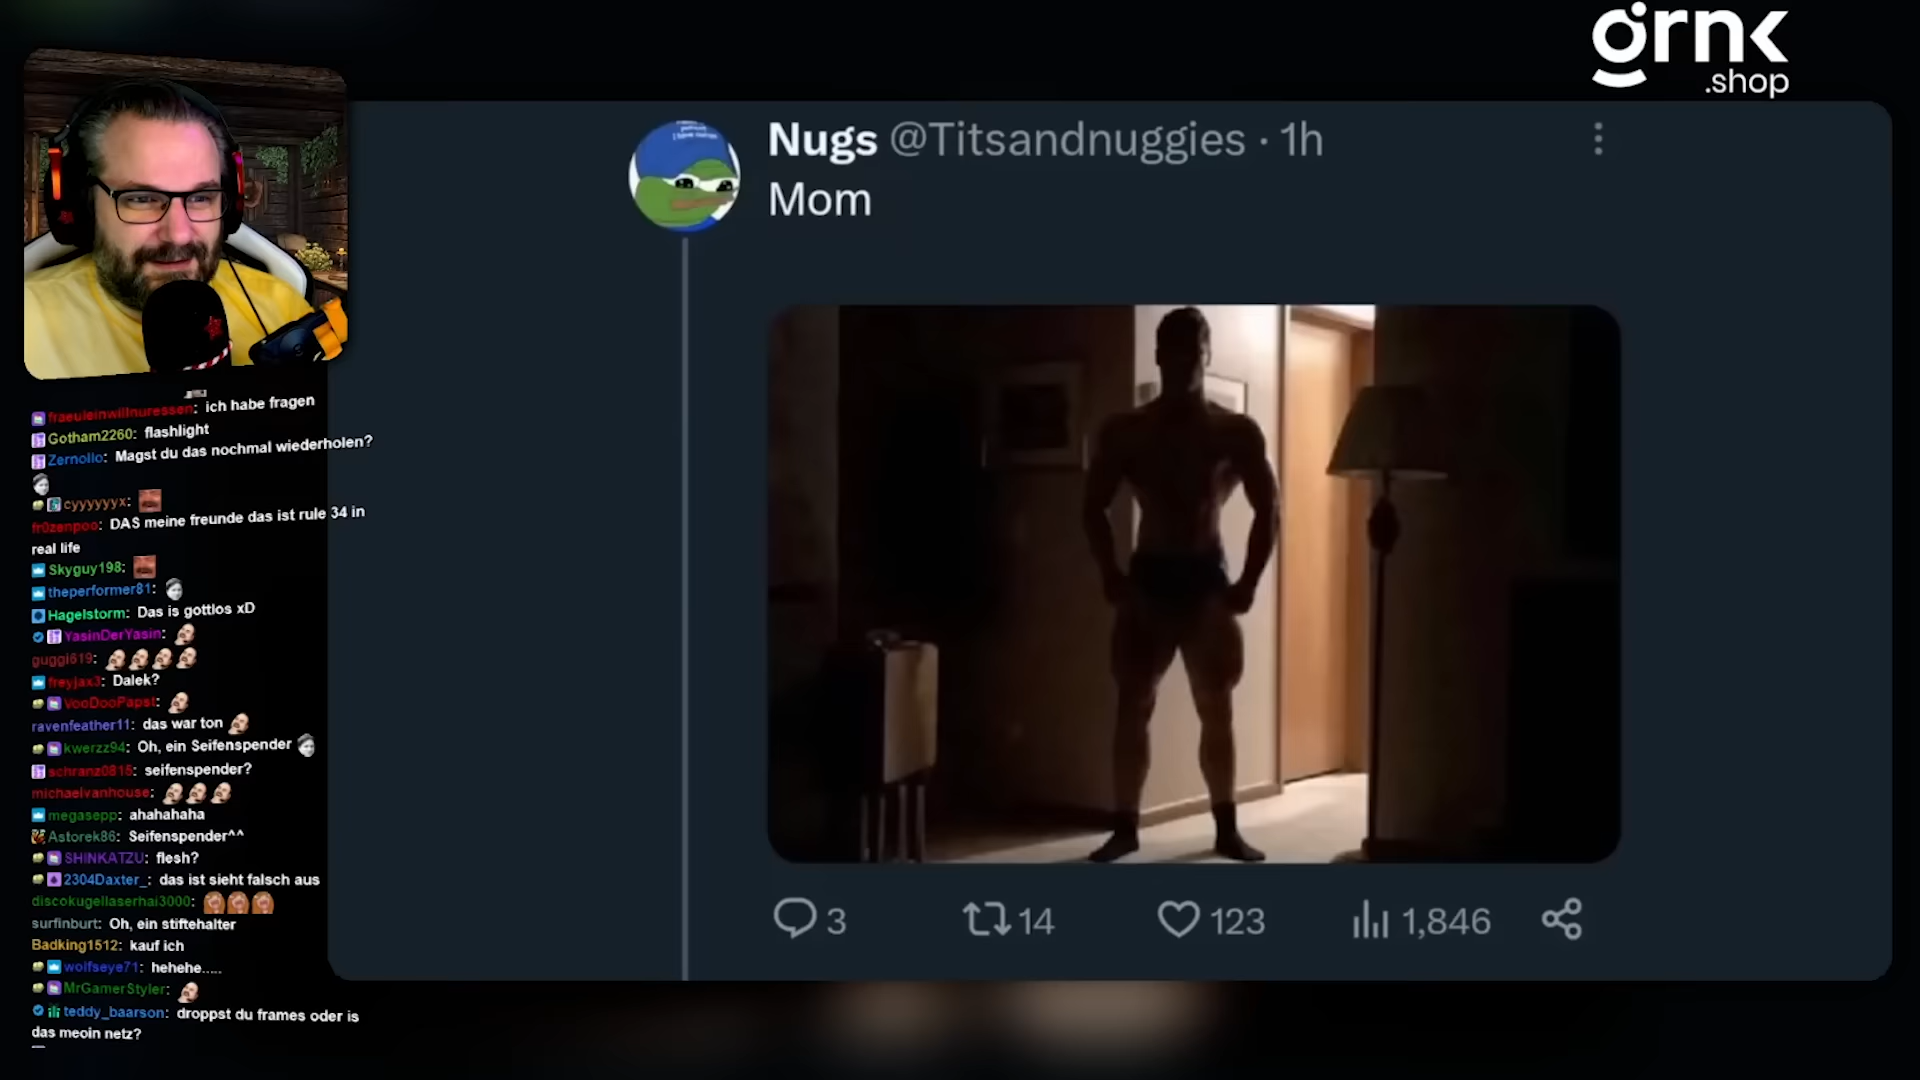 grnk
.shop
Nugs @Titsandnuggies · 1h
Mom
3
14
123
1,846
fraeuleinwillnuressen: ich habe fragen
Gotham2260: flashlight
Zernollo: Magst du das nochmal wiederholen?
cyyyyyyx:
fr0zenpoo: DAS meine freunde das ist rule 34 in
real life
Skyguy198:
theperformer81:
Hagelstorm: Das is gottlos xD
YasinDerYasin:
guggi619:
freyjax3: Dalek?
VooDooPapst:
ravenfeather11: das war ton
kwerzz94: Oh, ein Seifenspender
schranz0815: seifenspender?
michaelvanhouse:
megasepp: ahahahaha
Astorek86: Seifenspender^^
SHINKATZU: flesh?
2304Daxter_: das ist sieht falsch aus
discokugellaserhai3000:
surfinburt: Oh, ein stiftehalter
Badking1512: kauf ich
wolfseye71: hehehe.....
MrGamerStyler:
teddy_baarson: droppst du frames oder is
das meoin netz?